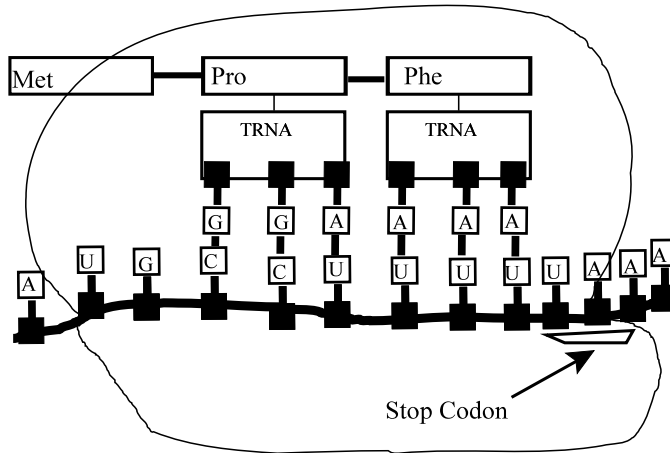 Met Pro Phe
TRNA TRNA
G G A A A A
A U G C C U U U U U A A A
Stop Codon